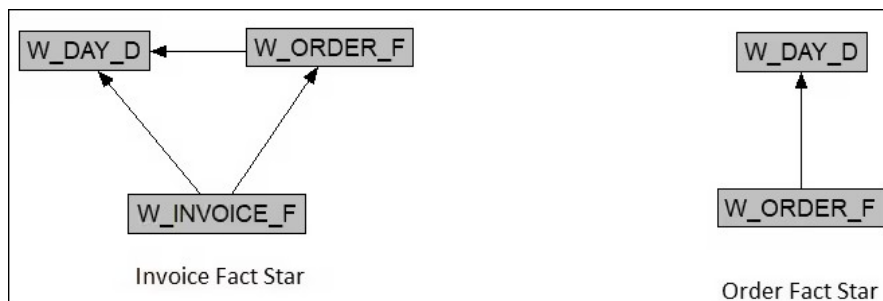 W_DAY_D
W_ORDER_F
W_DAY_D
W_INVOICE_F
W_ORDER_F
Invoice Fact Star
Order Fact Star